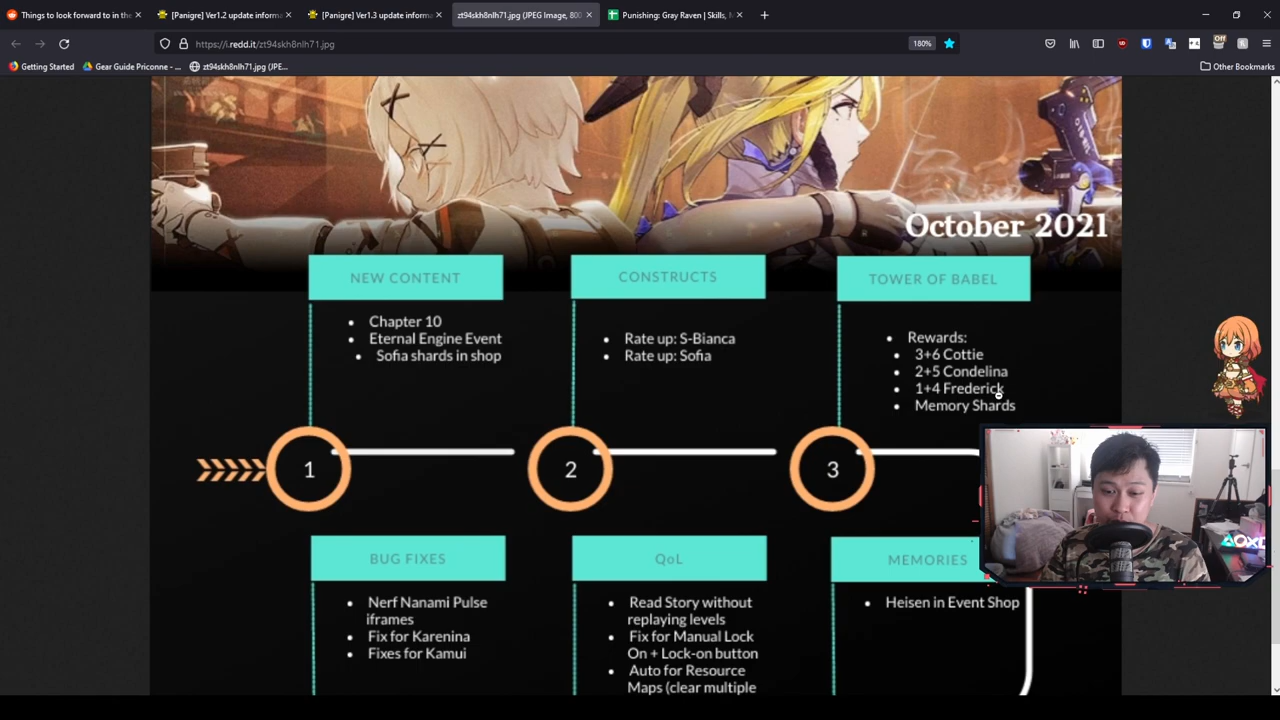 Things to look forward to in the
[Panigre] Ver1.2 update informa
[Panigre] Ver1.3 update informa
zt94skh8nlh71.jpg (JPEG Image, 800
Punishing: Gray Raven | Skills, M
https://i.redd.it/zt94skh8nlh71.jpg
180%
Off
Getting Started
Gear Guide Priconne - ...
zt94skh8nlh71.jpg (JPE...
Other Bookmarks
October 2021
NEW CONTENT
CONSTRUCTS
TOWER OF BABEL
• Chapter 10
• Eternal Engine Event
• Sofia shards in shop
• Rate up: S-Bianca
• Rate up: Sofia
• Rewards:
• 3+6 Cottie
• 2+5 Condelina
• 1+4 Frederick
• Memory Shards
1
2
3
BUG FIXES
QoL
MEMORIES
• Nerf Nanami Pulse
iframes
• Fix for Karenina
• Fixes for Kamui
• Read Story without
replaying levels
• Fix for Manual Lock
On + Lock-on button
• Auto for Resource
Maps (clear multiple
• Heisen in Event Shop